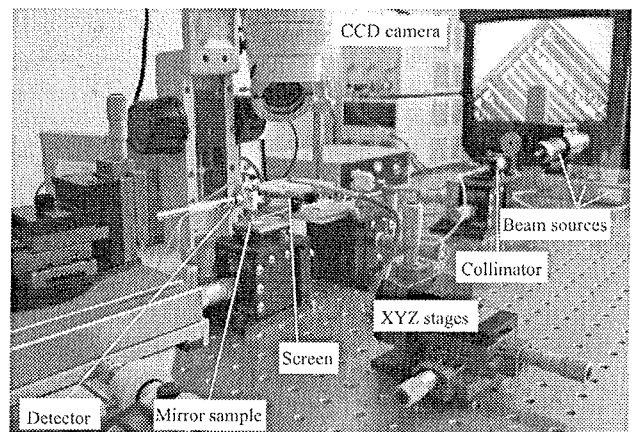 CCD camera
Beam sources
Collimator
XYZ stages
Screen
Detector
Mirror sample